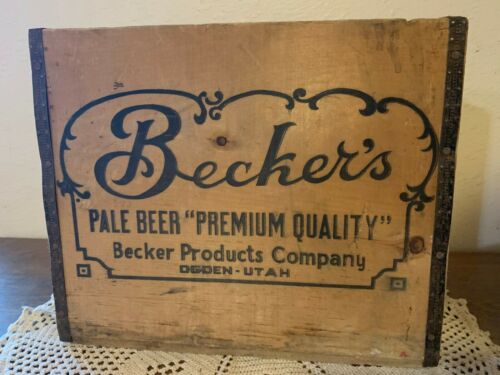 Becker's
PALE BEER "PREMIUM QUALITY"
Becker Products Company
OGDEN - UTAH